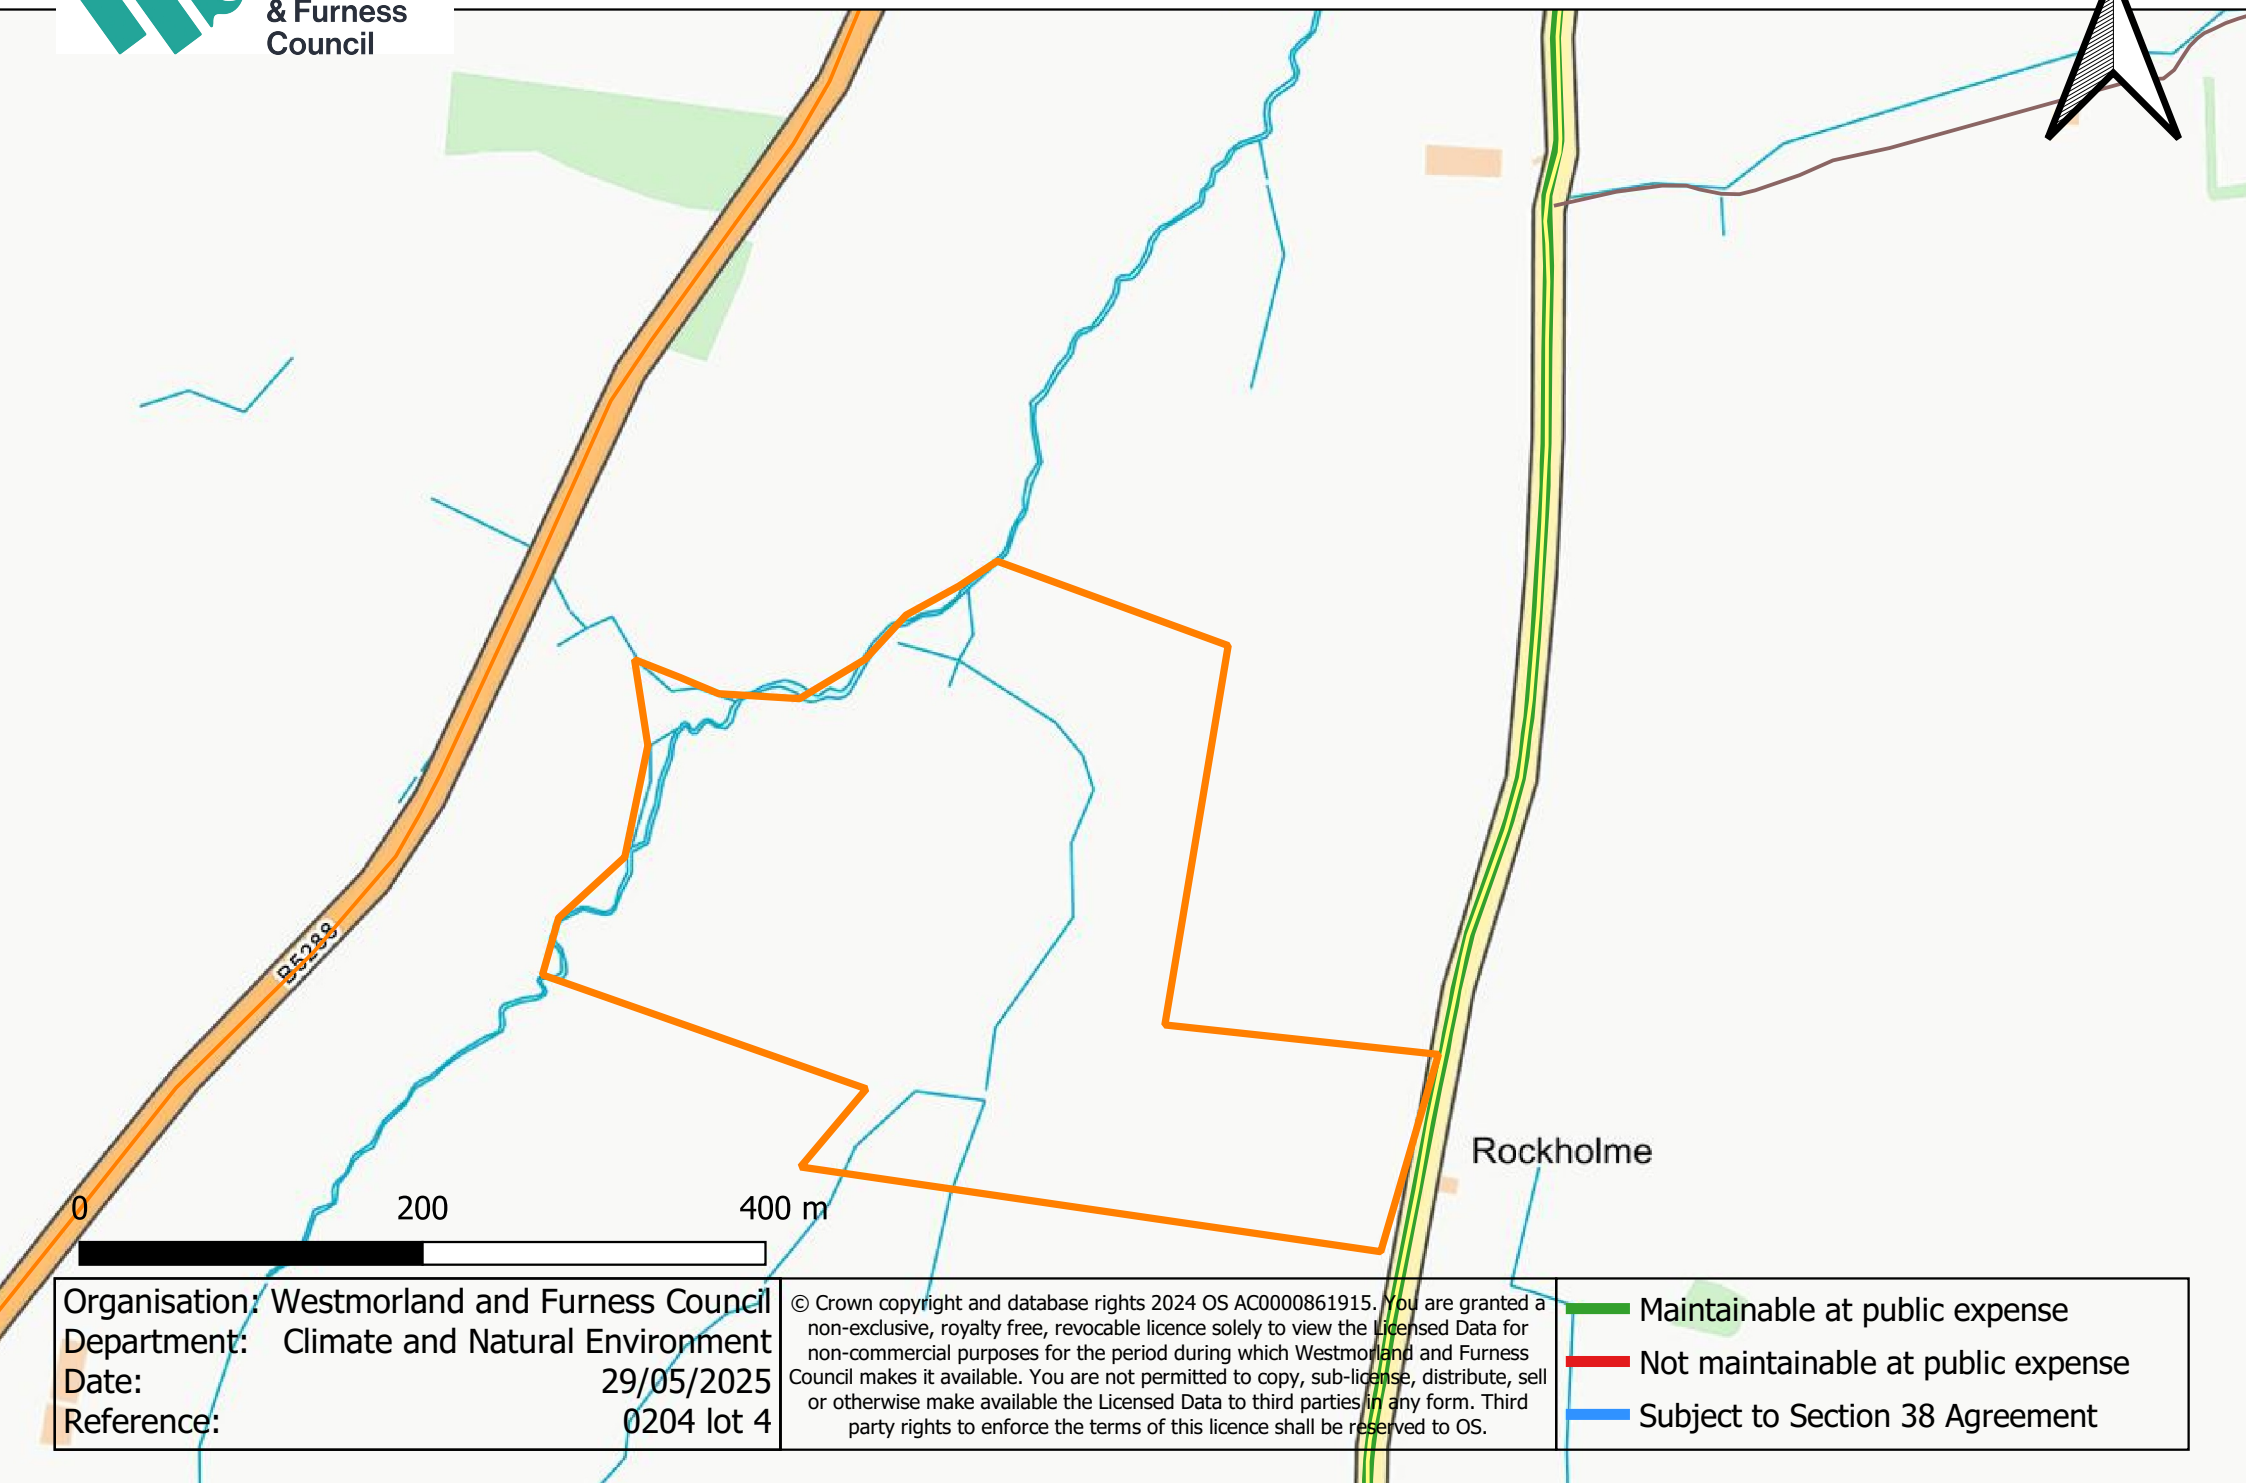 & Furness
Council
B5288
Rockholme
0 200 400 m
Organisation: Westmorland and Furness Council
Department: Climate and Natural Environment
Date: 29/05/2025
Reference: 0204 lot 4
© Crown copyright and database rights 2024 OS AC0000861915. You are granted a
non-exclusive, royalty free, revocable licence solely to view the Licensed Data for
non-commercial purposes for the period during which Westmorland and Furness
Council makes it available. You are not permitted to copy, sub-license, distribute, sell
or otherwise make available the Licensed Data to third parties in any form. Third
party rights to enforce the terms of this licence shall be reserved to OS.
Maintainable at public expense
Not maintainable at public expense
Subject to Section 38 Agreement